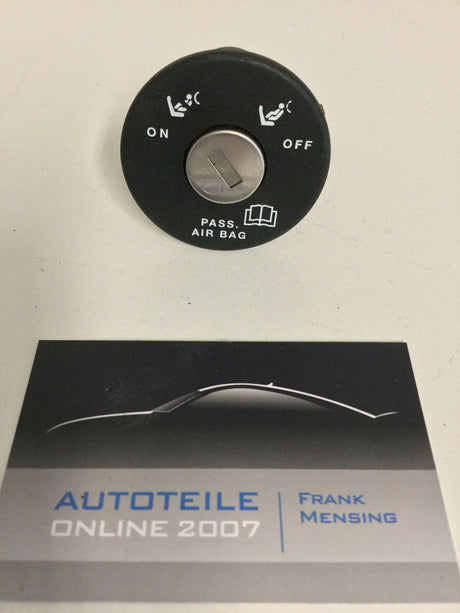 ON
OFF
PASS.
AIR BAG
AUTOTEILE
ONLINE 2007
FRANK
MENSING